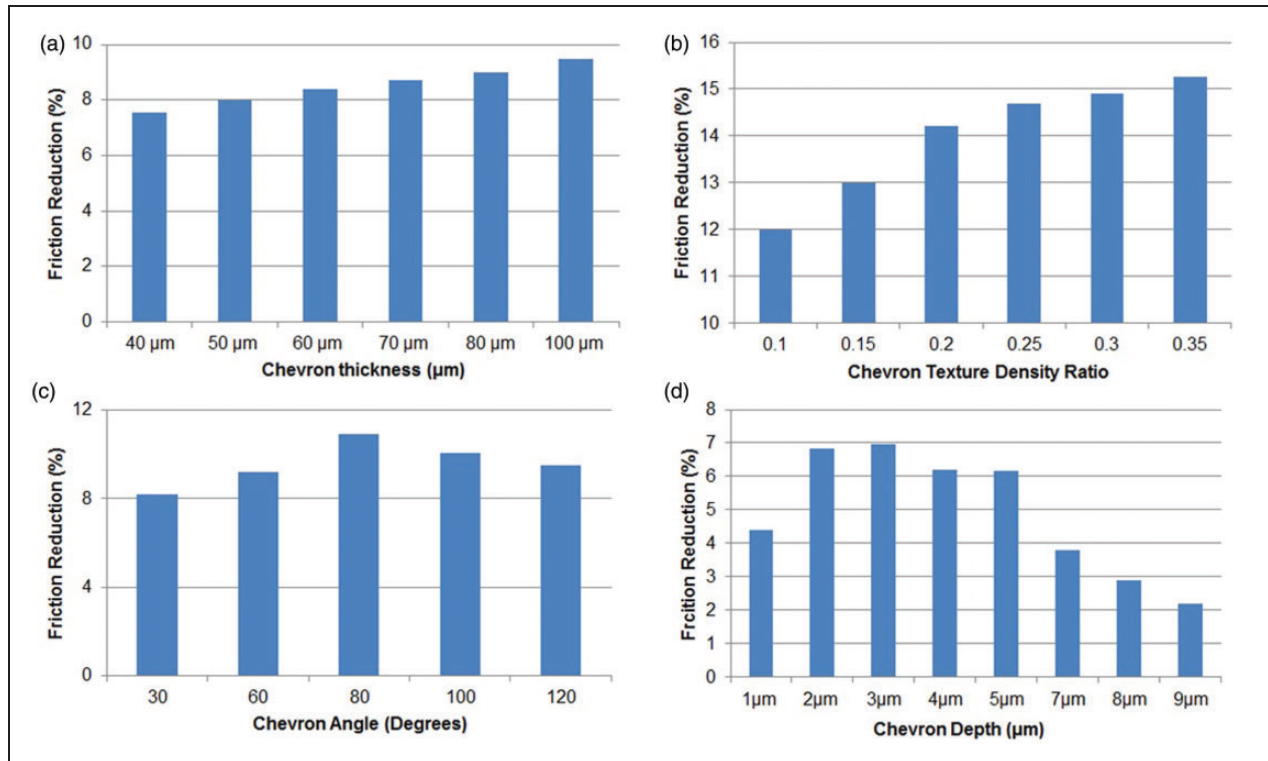 (a)
10
8
6
4
2
0
Friction Reduction (%)
40 µm 50 µm 60 µm 70 µm 80 µm 100 µm
Chevron thickness (µm)
(b)
16
15
14
13
12
11
10
Friction Reduction (%)
0.1 0.15 0.2 0.25 0.3 0.35
Chevron Texture Density Ratio
(c)
12
8
4
0
Friction Reduction (%)
30 60 80 100 120
Chevron Angle (Degrees)
(d)
8
7
6
5
4
3
2
1
0
Frcition Reduction (%)
1µm 2µm 3µm 4µm 5µm 7µm 8µm 9µm
Chevron Depth (µm)